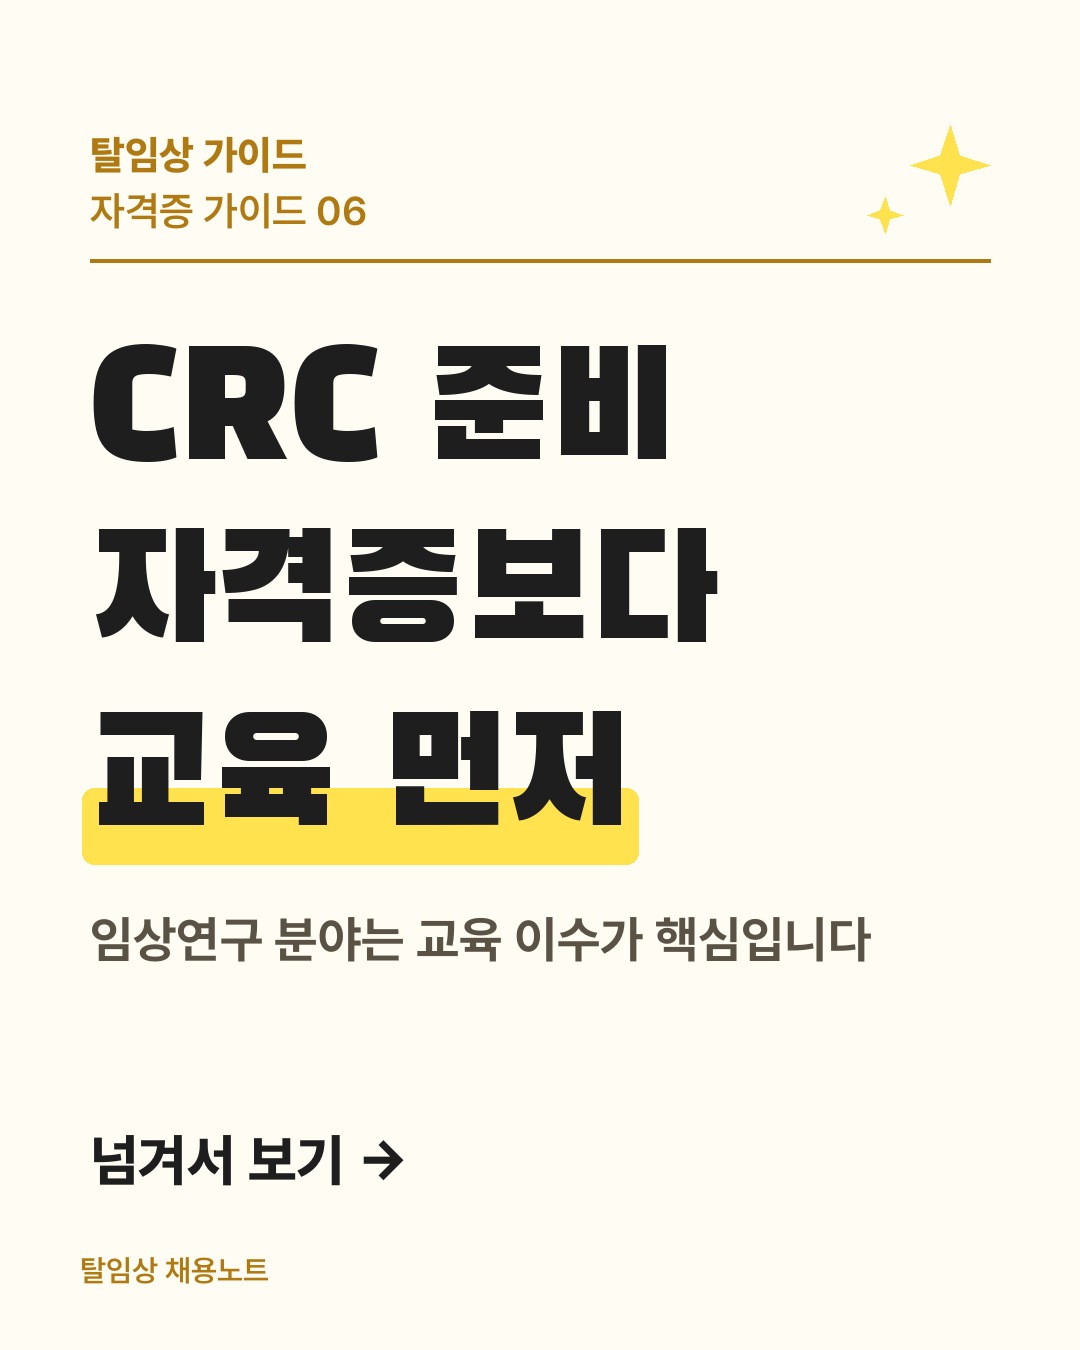 탈임상 가이드
자격증 가이드 06
CRC 준비
자격증보다
교육 먼저
임상연구 분야는 교육 이수가 핵심입니다
넘겨서 보기 →
탈임상 채용노트